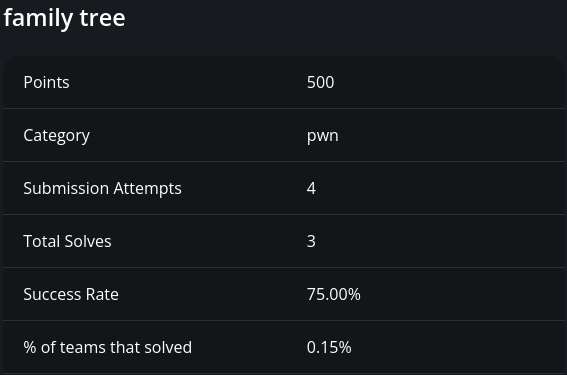 family tree
Points 500
Category pwn
Submission Attempts 4
Total Solves 3
Success Rate 75.00%
% of teams that solved 0.15%